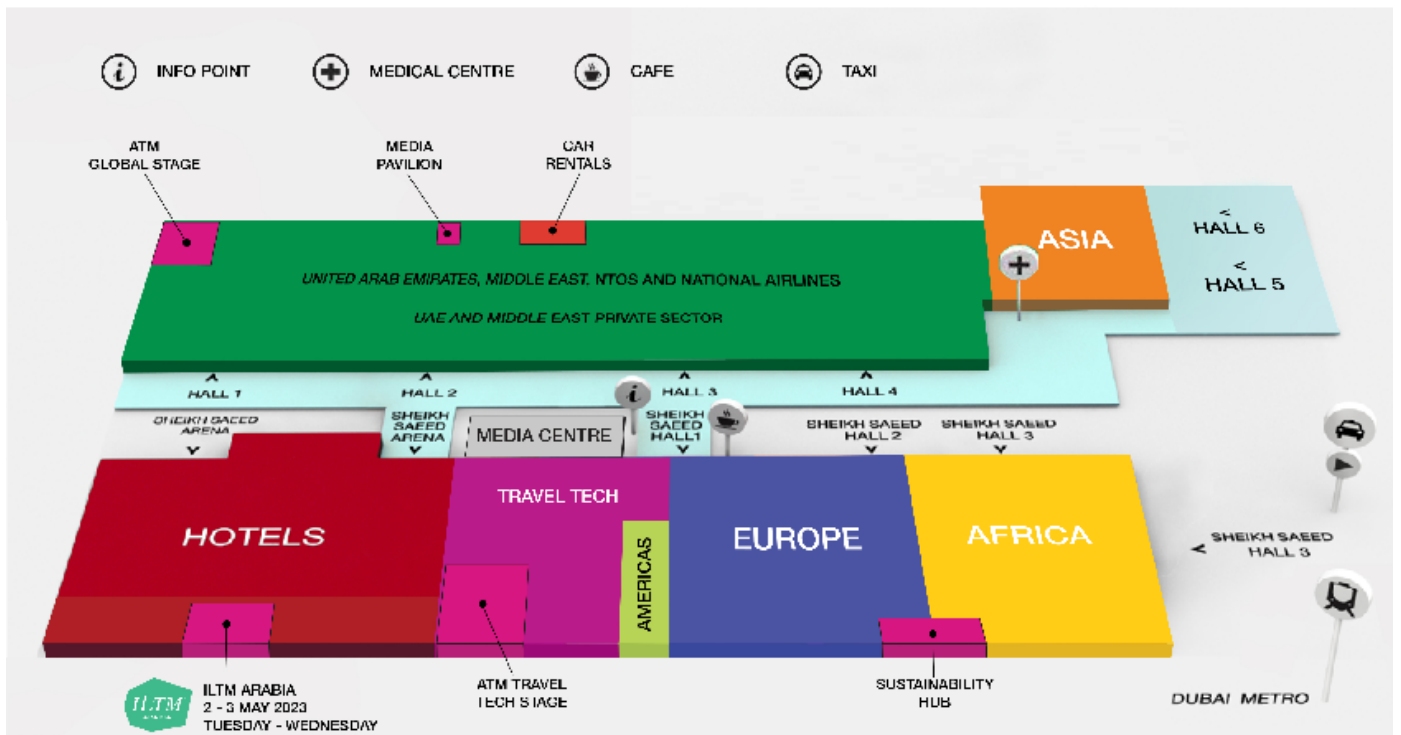 INFO POINT
MEDICAL CENTRE
CAFE
TAXI
ATM
GLOBAL STAGE
MEDIA
PAVILION
CAR
RENTALS
ASIA
HALL 6
HALL 5
UNITED ARAB EMIRATES, MIDDLE EAST, NTOS AND NATIONAL AIRLINES
UAE AND MIDDLE EAST PRIVATE SECTOR
HALL 1
HALL 2
HALL 3
HALL 4
SHEIKH SAEED
ARENA
SHEIKH
SAEED
ARENA
MEDIA CENTRE
SHEIKH
SAEED
HALL1
SHEIKH SAEED
HALL 2
SHEIKH SAEED
HALL 3
HOTELS
TRAVEL TECH
AMERICAS
EUROPE
AFRICA
SHEIKH SAEED
HALL 3
ILTM
ILTM ARABIA
2 - 3 MAY 2023
TUESDAY - WEDNESDAY
ATM TRAVEL
TECH STAGE
SUSTAINABILITY
HUB
DUBAI METRO